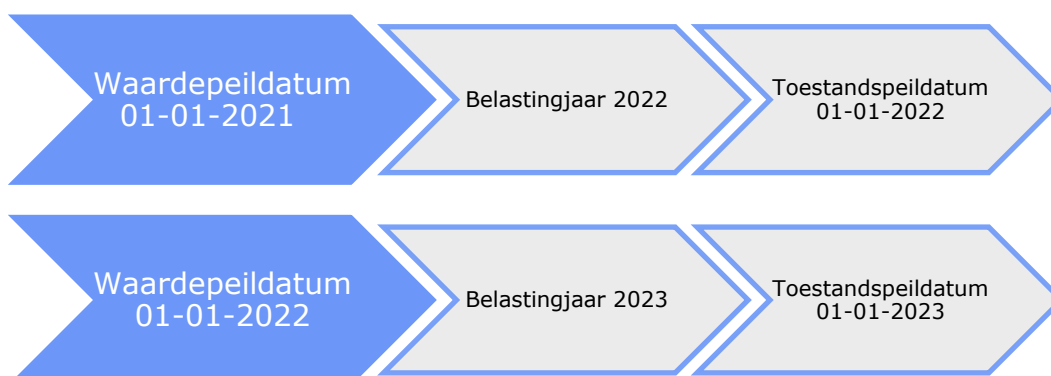 Waardepeildatum
01-01-2021
Belastingjaar 2022
Toestandspeildatum
01-01-2022
Waardepeildatum
01-01-2022
Belastingjaar 2023
Toestandspeildatum
01-01-2023